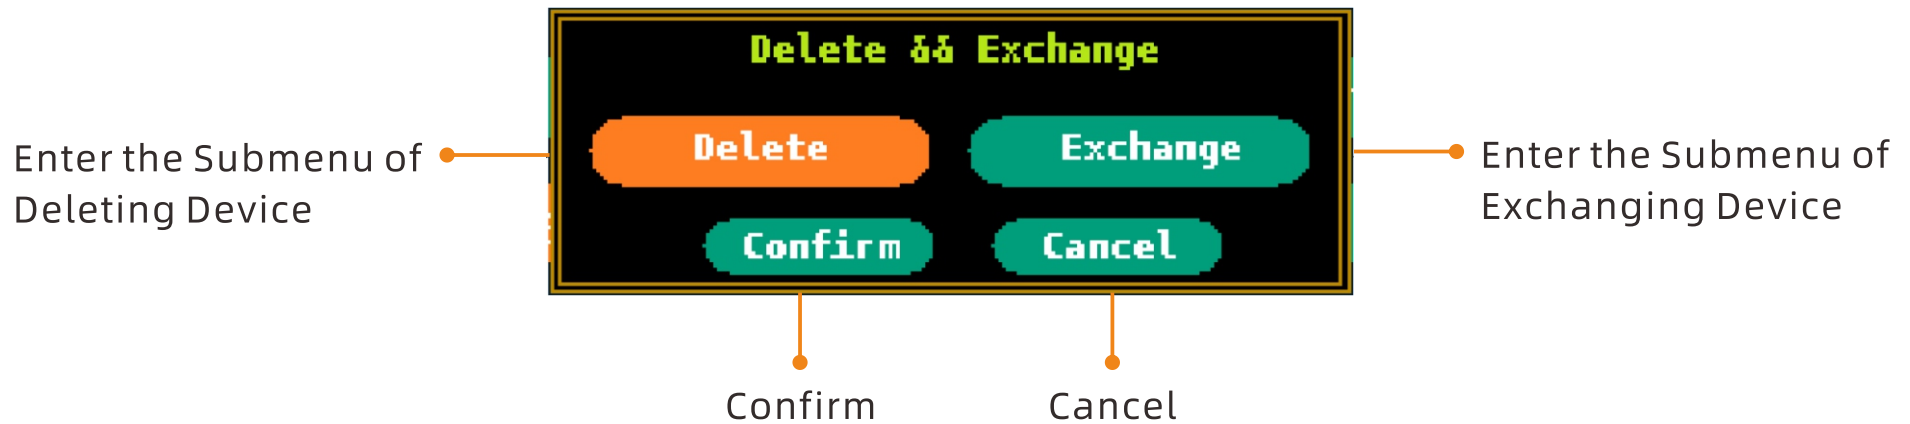 Delete && Exchange
Delete
Exchange
Confirm
Cancel
Enter the Submenu of
Deleting Device
Enter the Submenu of
Exchanging Device
Confirm
Cancel